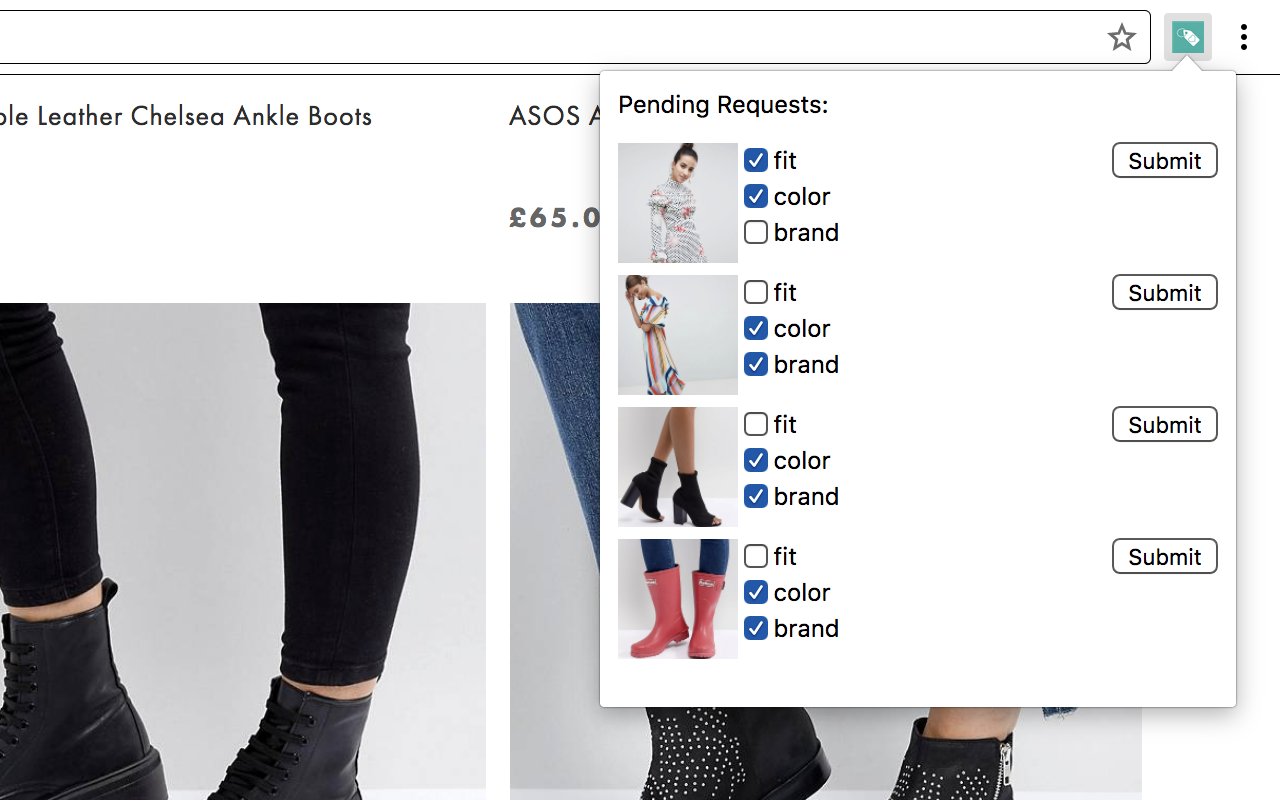 ble Leather Chelsea Ankle Boots
ASOS A
£65.0
Pending Requests:
fit
color
brand
Submit
fit
color
brand
Submit
fit
color
brand
Submit
fit
color
brand
Submit